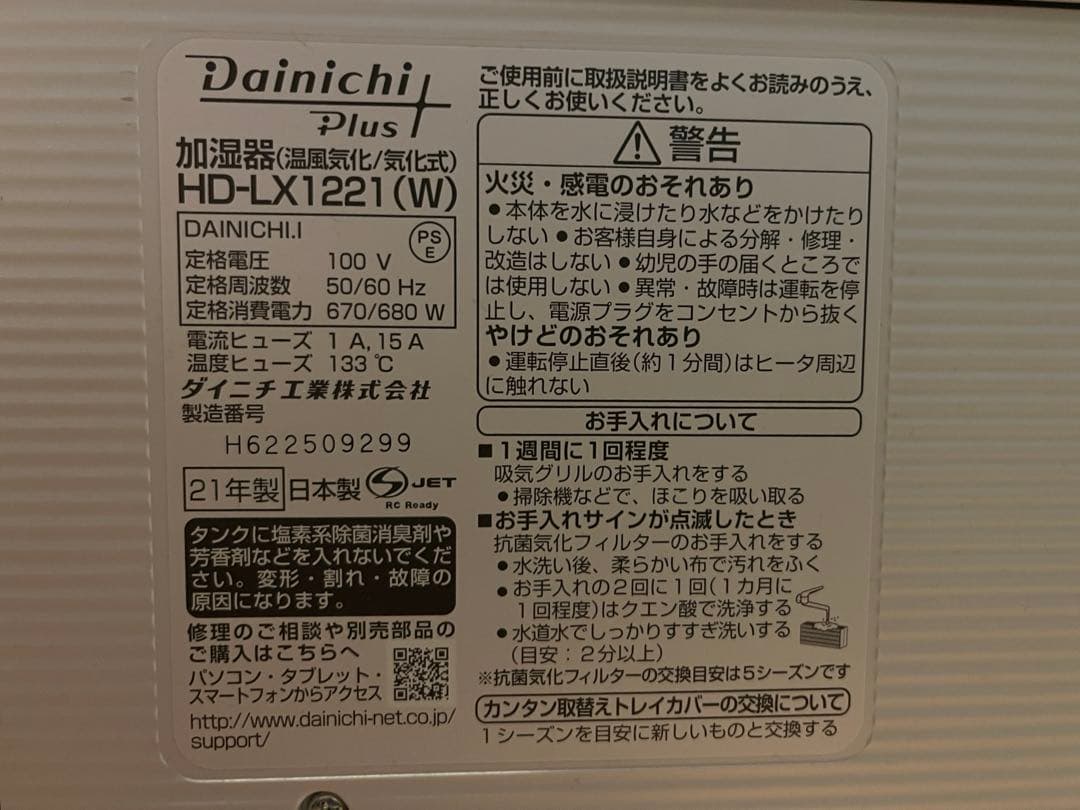 Dainichi
Plus
加湿器(温風気化/気化式)
HD-LX1221(W)
DAINICHI.I
PS
E
定格電圧 100 V
定格周波数 50/60 Hz
定格消費電力 670/680 W
電流ヒューズ 1 A, 15 A
温度ヒューズ 133 ℃
ダイニチ工業株式会社
製造番号
H622509299
21年製 日本製 S JET
RC Ready
タンクに塩素系除菌消臭剤や
芳香剤などを入れないでくだ
さい。変形・割れ・故障の
原因になります。
修理のご相談や別売部品の
ご購入はこちらへ
パソコン・タブレット・
スマートフォンからアクセス
http://www.dainichi-net.co.jp/
support/
ご使用前に取扱説明書をよくお読みのうえ、
正しくお使いください。
⚠警告
火災・感電のおそれあり
●本体を水に浸けたり水などをかけたり
しない●お客様自身による分解・修理・
改造はしない●幼児の手の届くところで
は使用しない●異常・故障時は運転を停
止し、電源プラグをコンセントから抜く
やけどのおそれあり
●運転停止直後(約1分間)はヒータ周辺
に触れない
お手入れについて
■1週間に1回程度
吸気グリルのお手入れをする
●掃除機などで、ほこりを吸い取る
■お手入れサインが点滅したとき
抗菌気化フィルターのお手入れをする
●水洗い後、柔らかい布で汚れをふく
●お手入れの2回に1回(1カ月に
1回程度)はクエン酸で洗浄する
●水道水でしっかりすすぎ洗いする
(目安：2分以上)
※抗菌気化フィルターの交換目安は5シーズンです
カンタン取替えトレイカバーの交換について
1シーズンを目安に新しいものと交換する